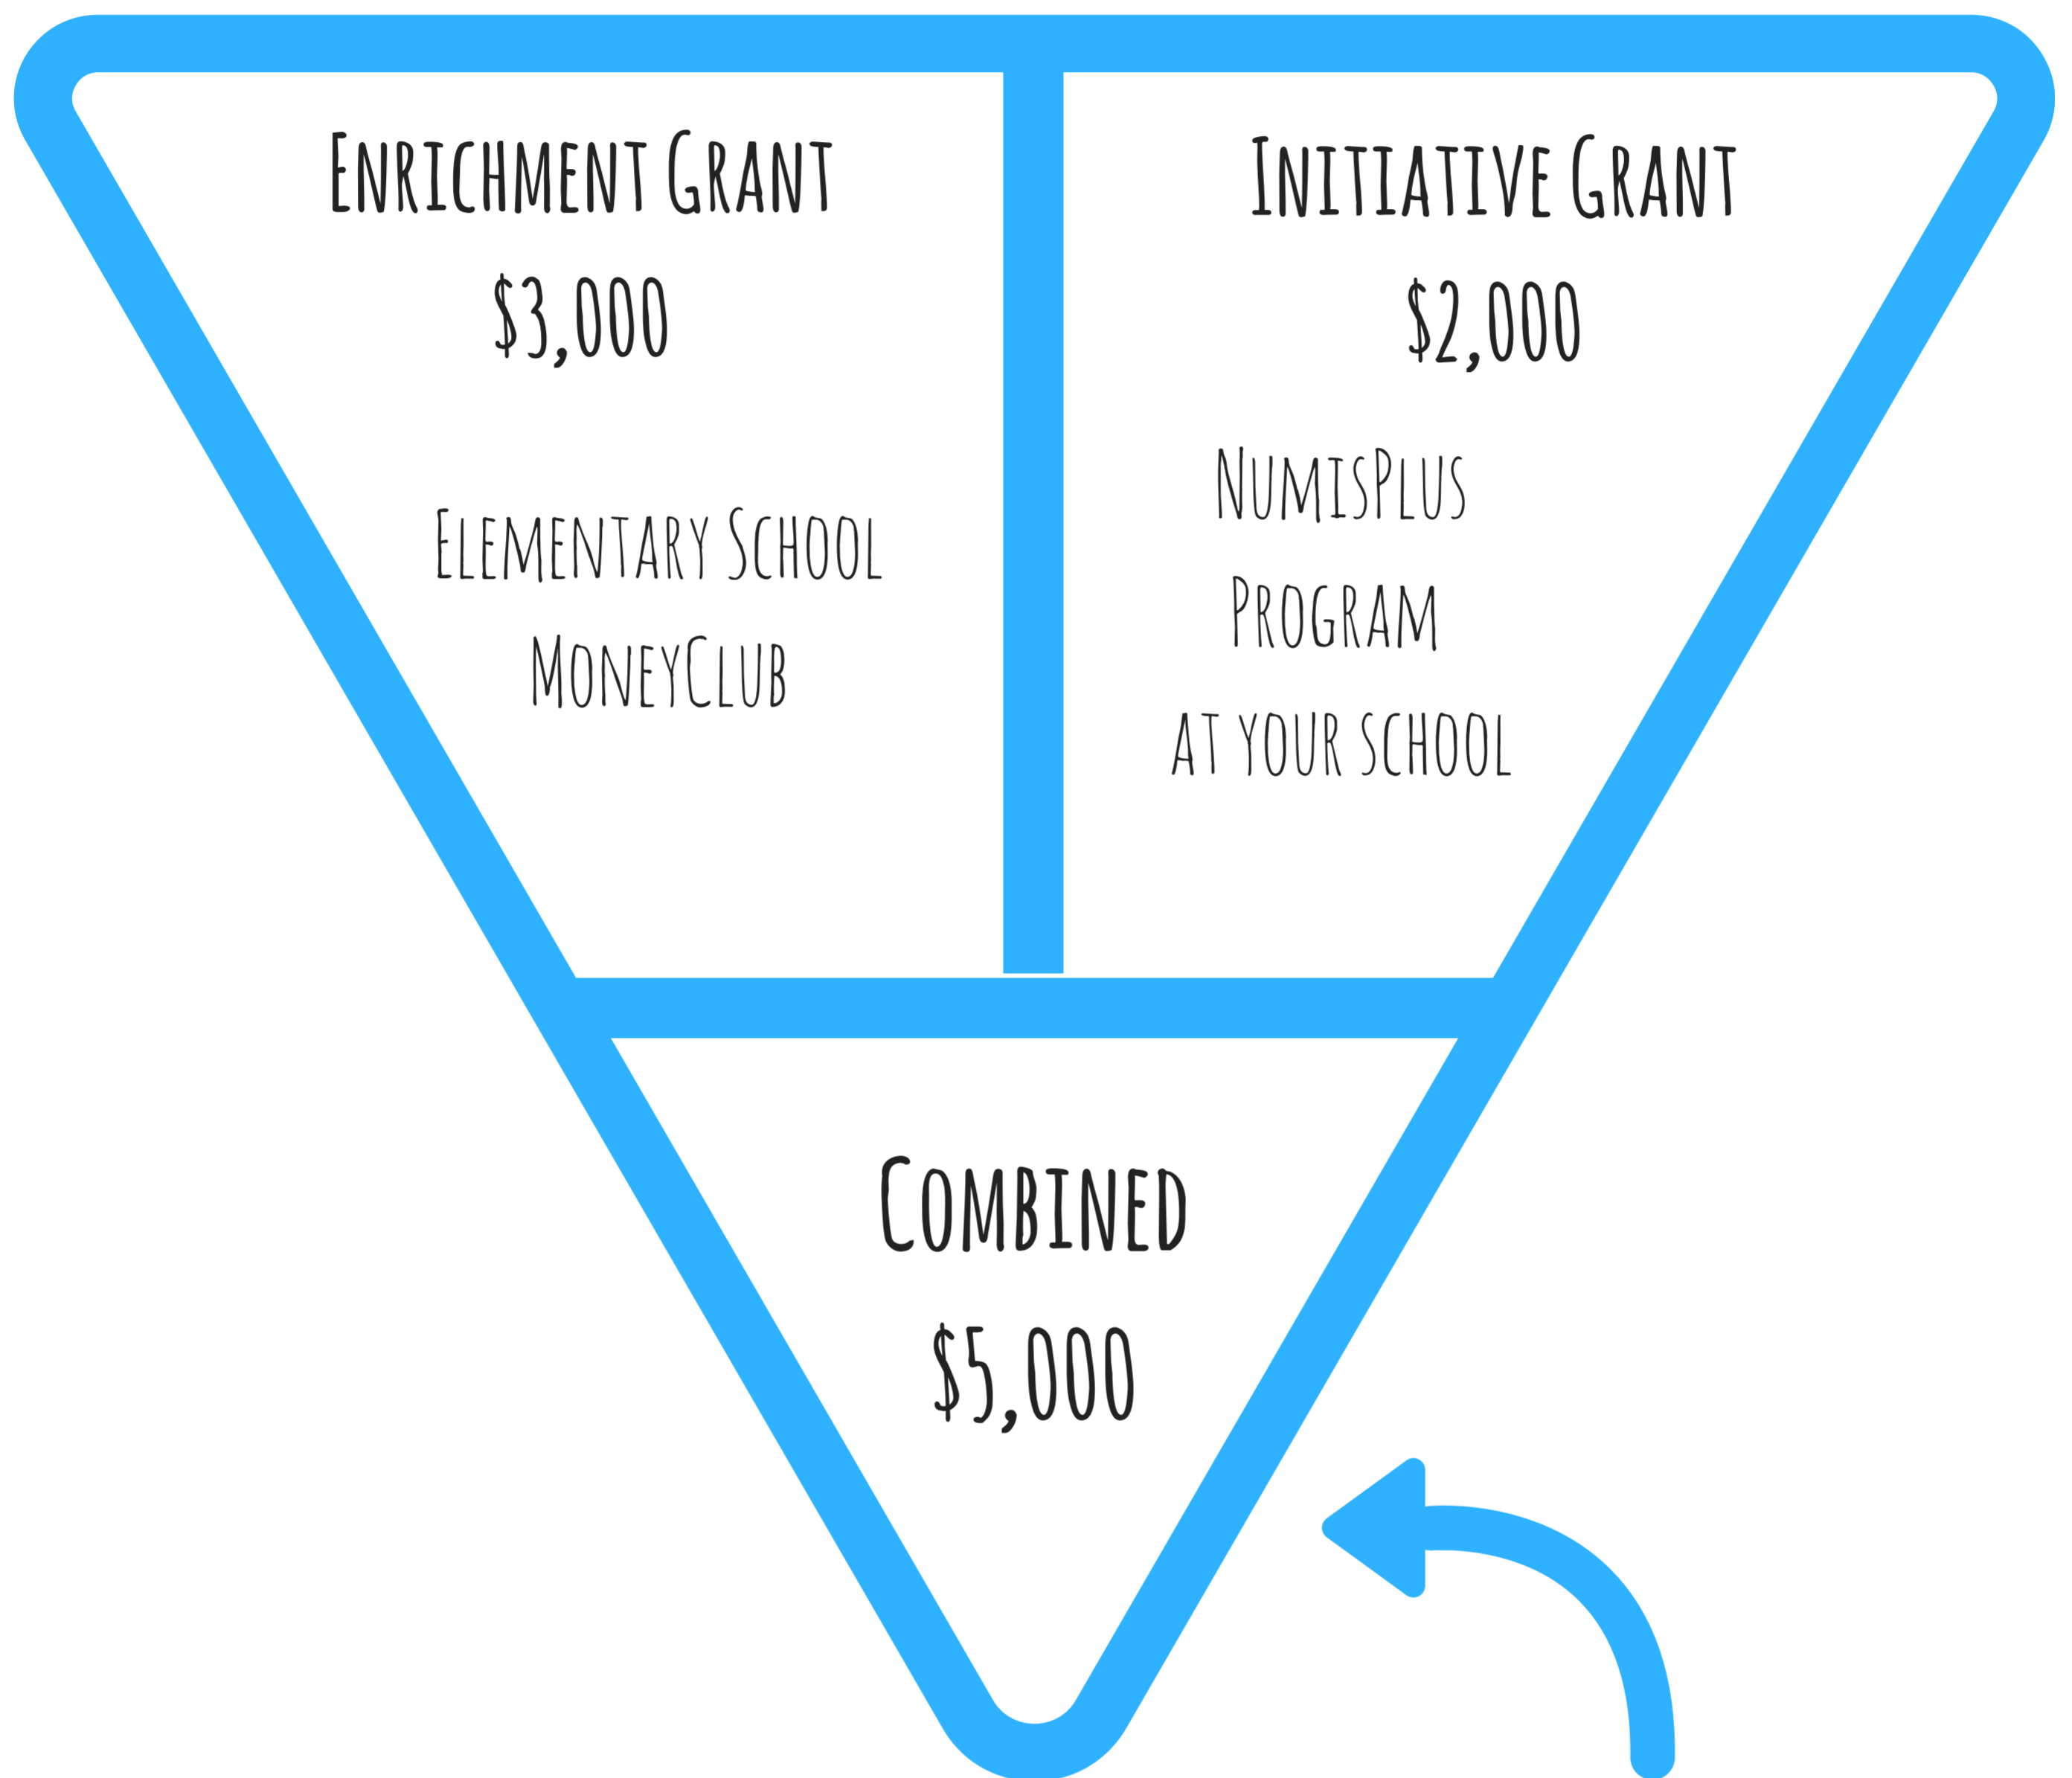 Enrichment Grant
$3,000
Elementary School
MoneyClub
Initiative Grant
$2,000
NumisPlus
Program
at your school
Combined
$5,000